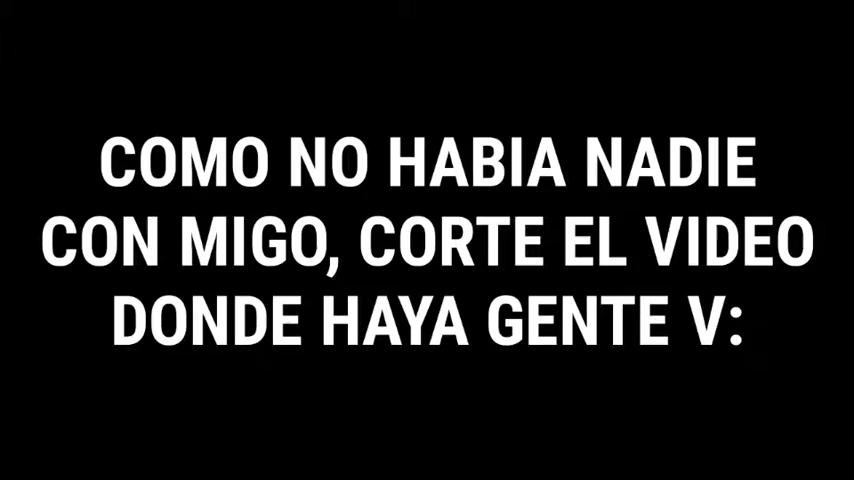 COMO NO HABIA NADIE
CON MIGO, CORTE EL VIDEO
DONDE HAYA GENTE V: